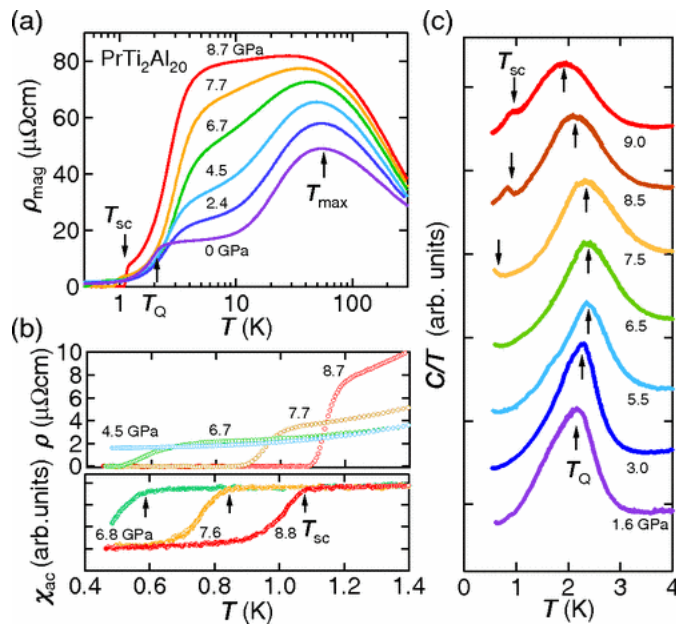 (a)
80
60
40
20
0
ρmag (μΩcm)
PrTi2Al20
8.7 GPa
7.7
6.7
4.5
2.4
0 GPa
Tsc
TQ
Tmax
1
10
100
T (K)
(b)
10
8
6
4
2
0
ρ (μΩcm)
4.5 GPa
6.7
7.7
8.7
χac (arb.units)
6.8 GPa
7.6
8.8
Tsc
0.4
0.6
0.8
1.0
1.2
1.4
T (K)
(c)
C/T (arb. units)
Tsc
9.0
8.5
7.5
6.5
5.5
3.0
TQ
1.6 GPa
0
1
2
3
4
T (K)